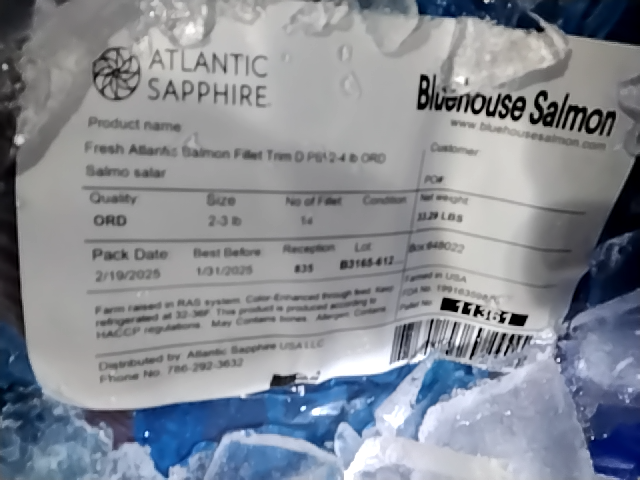 ATLANTIC
SAPPHIRE
Bluehouse Salmon
www.bluehousesalmon.com
Product name
Fresh Atlantic Salmon Fillet Trim D 2-4 lb ORD
Salmo salar
Customer
PO#
Quality Size No of Fillet Condition
ORD 2-3 lb 14
Net weight
33.29 LBS
Pack Date Best Before Reception Lot
2/19/2025 1/31/2025 835 B3165-612
Box 648022
Farm raised in RAS system. Color-Enhanced through feed. Keep
refrigerated at 32-36F. This product is produced according to
HACCP regulations. May Contains bones. Allergen: Contains
Farmed in USA
Pallet No
11361
Distributed by Atlantic Sapphire USA LLC
Phone No. 786-292-3632